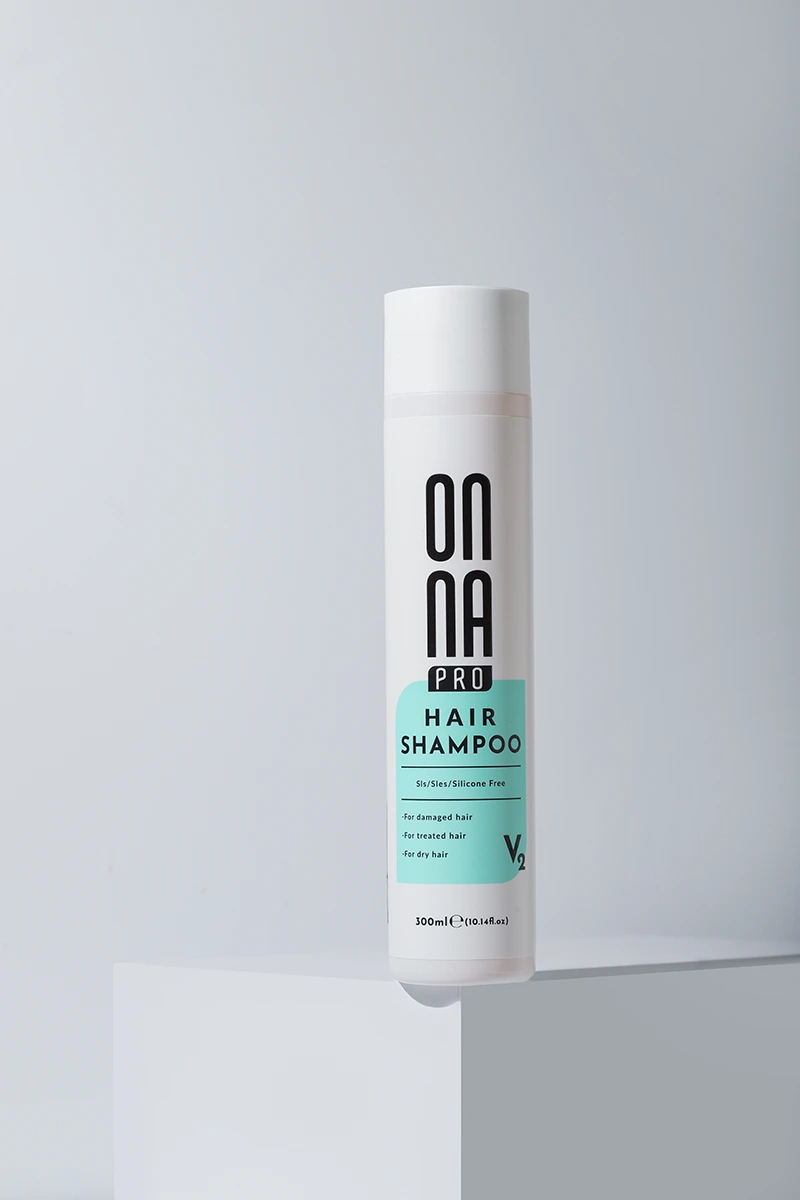 ON
NA
PRO
HAIR
SHAMPOO
Sls/Sles/Silicone Free
-For damaged hair
-For treated hair
-For dry hair
V2
300ml℮(10.14fl.oz)